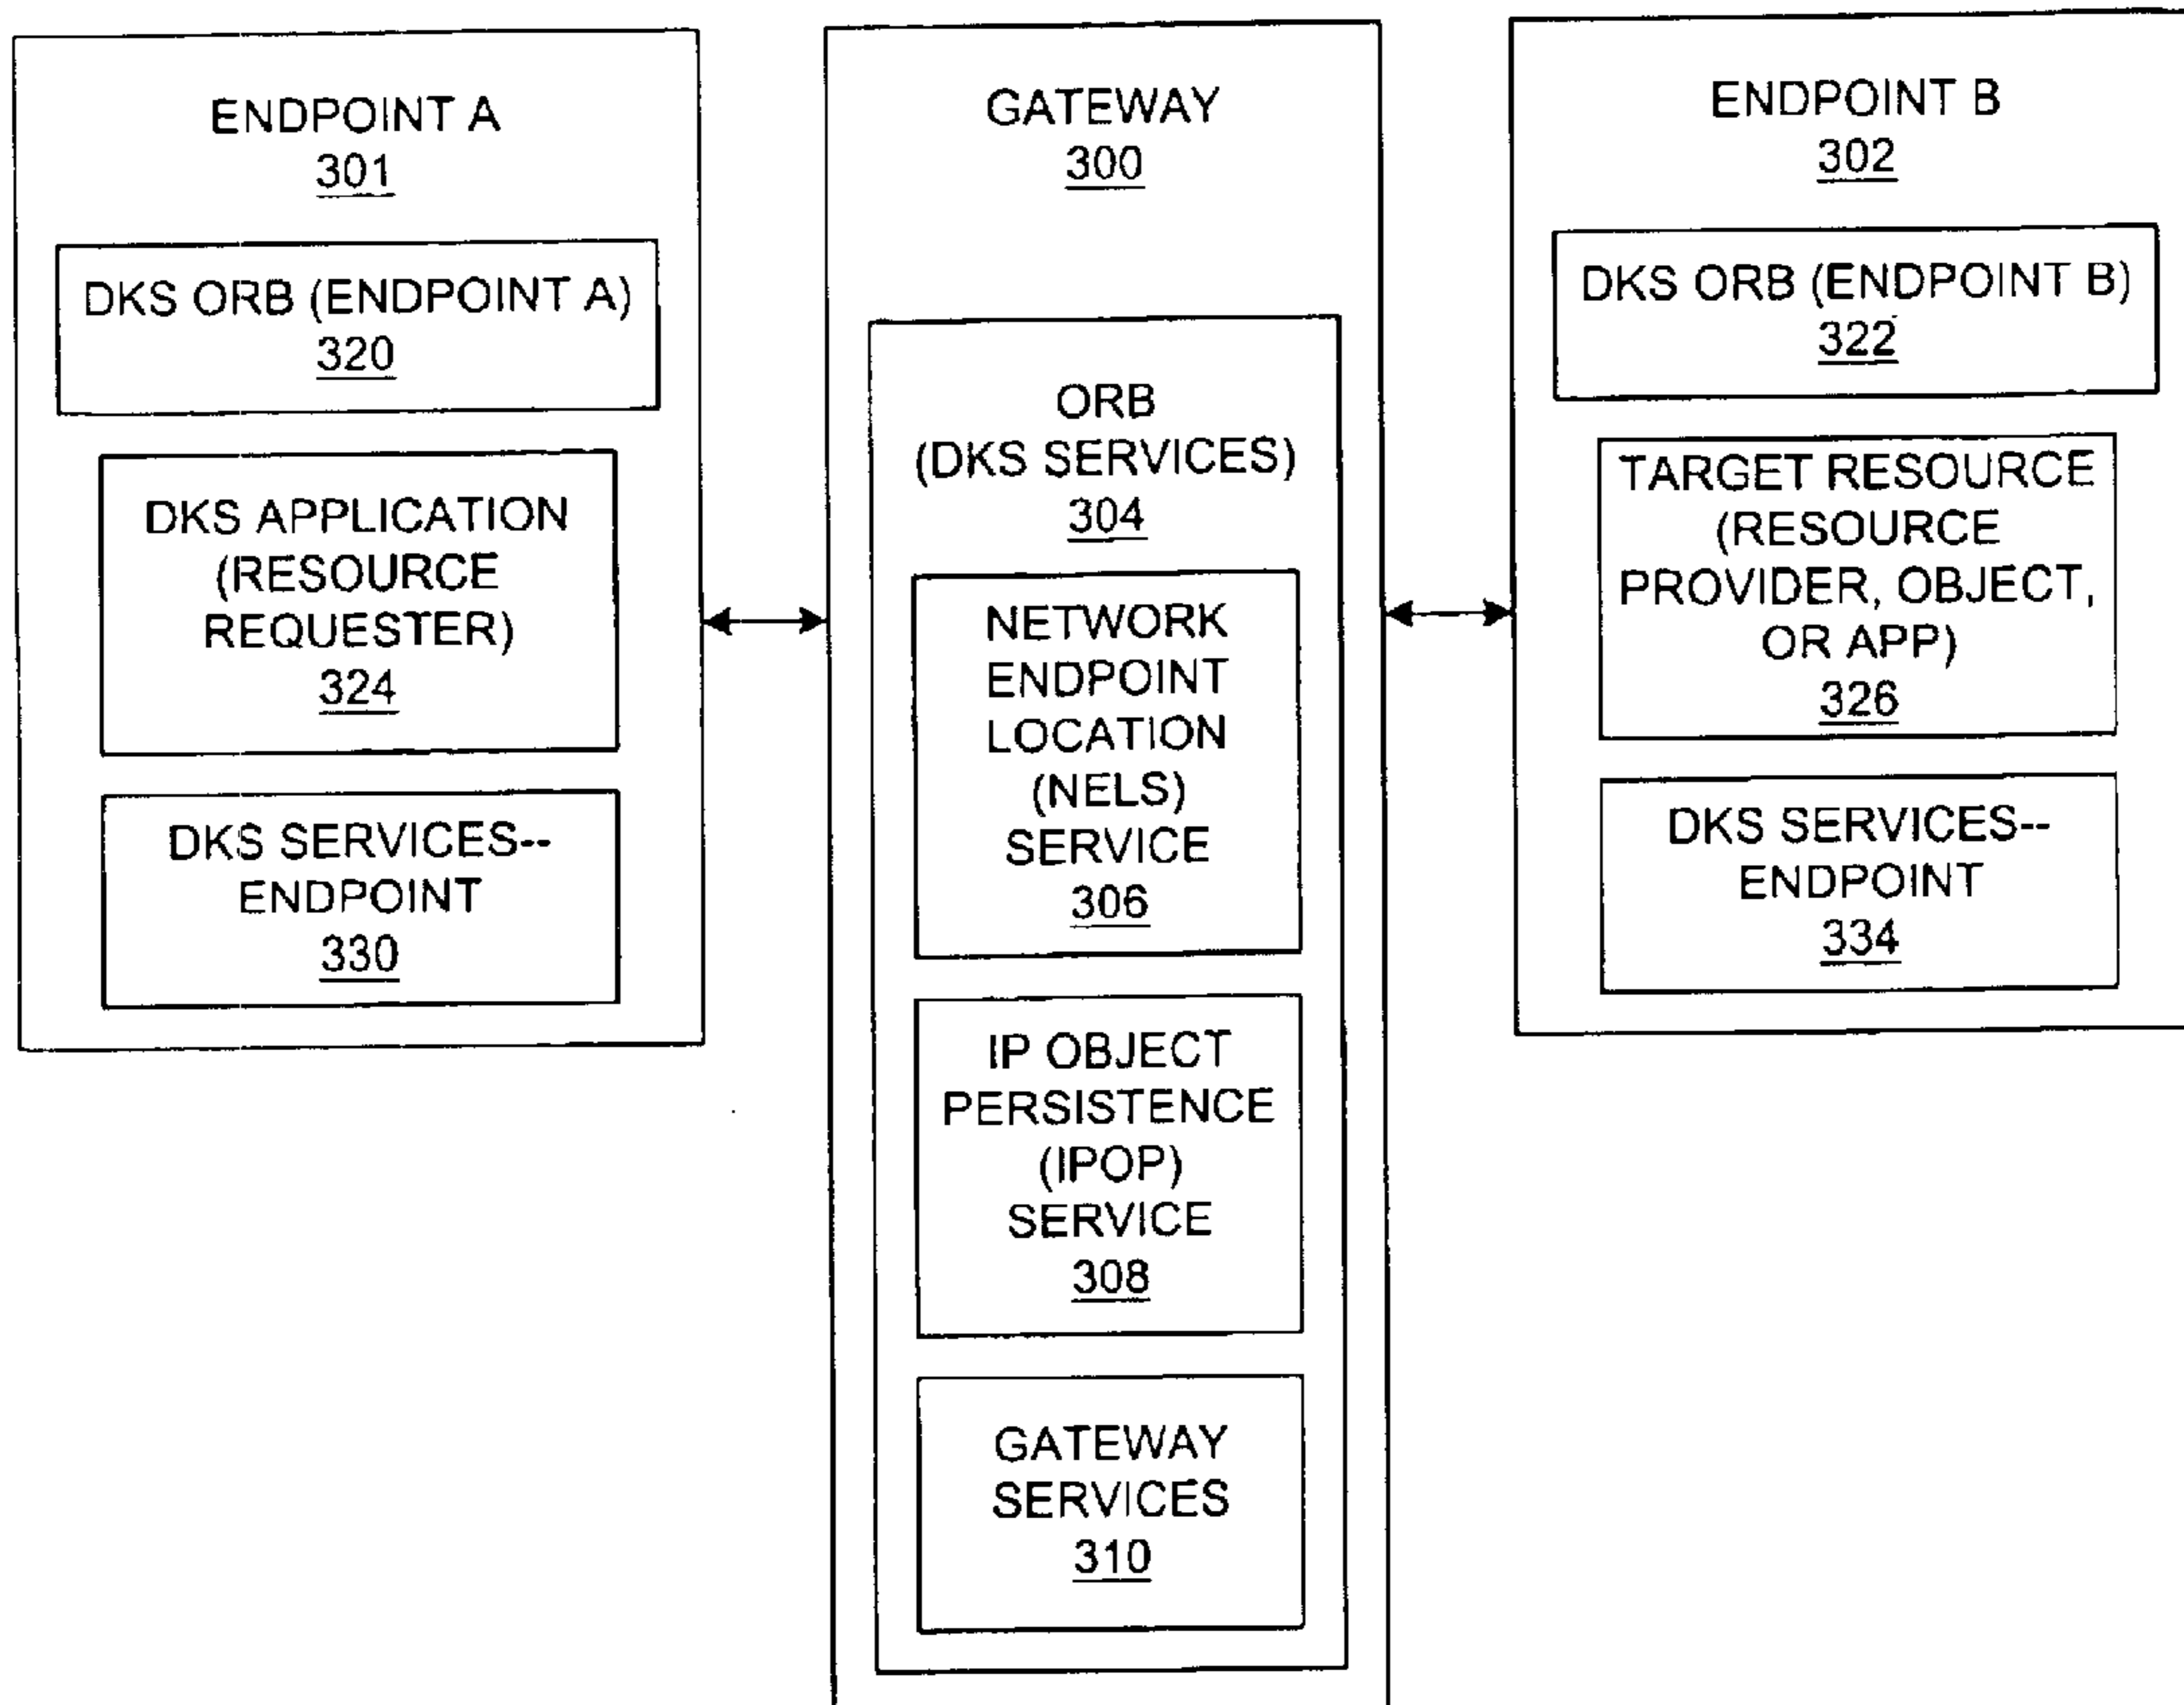 ENDPOINT A
301
DKS ORB (ENDPOINT A)
320
DKS APPLICATION
(RESOURCE
REQUESTER)
324
DKS SERVICES--
ENDPOINT
330
GATEWAY
300
ORB
(DKS SERVICES)
304
NETWORK
ENDPOINT
LOCATION
(NELS)
SERVICE
306
IP OBJECT
PERSISTENCE
(IPOP)
SERVICE
308
GATEWAY
SERVICES
310
ENDPOINT B
302
DKS ORB (ENDPOINT B)
322
TARGET RESOURCE
(RESOURCE
PROVIDER, OBJECT,
OR APP)
326
DKS SERVICES--
ENDPOINT
334